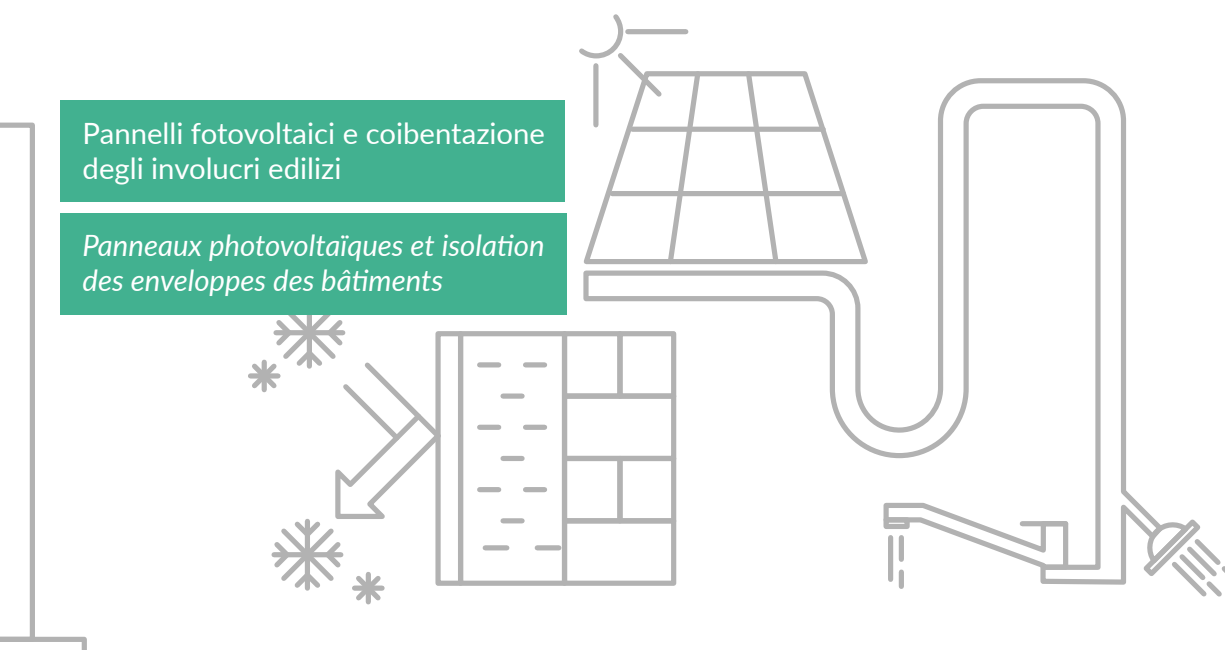 Pannelli fotovoltaici e coibentazione
degli involucri edilizi
Panneaux photovoltaïques et isolation
des enveloppes des bâtiments